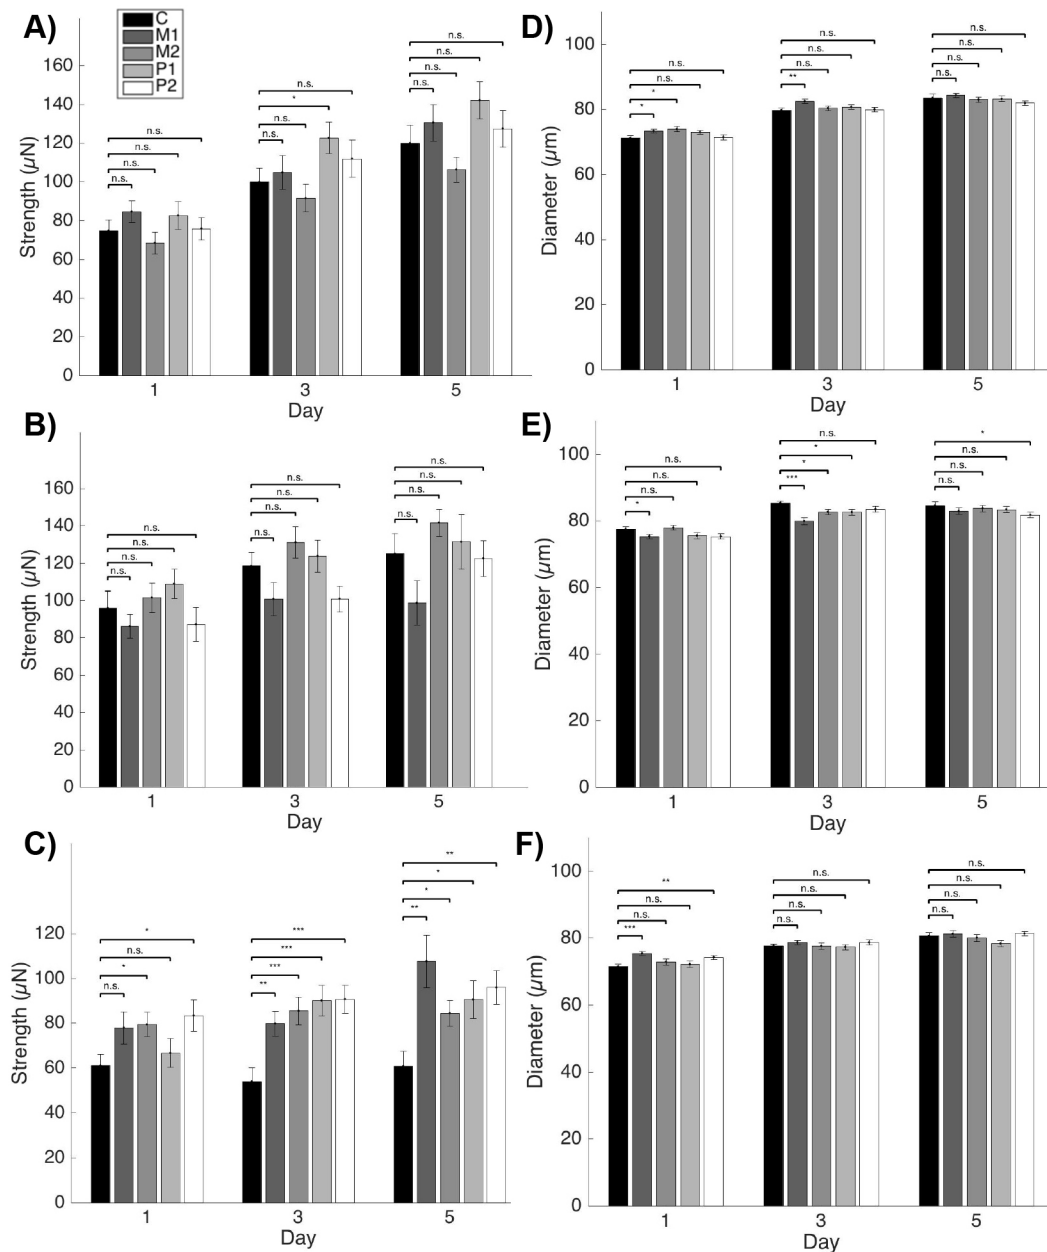 A)
C
M1
M2
P1
P2
Strength (µN)
160
140
120
100
80
60
40
20
0
n.s.
n.s.
n.s.
n.s.
n.s.
*
n.s.
n.s.
n.s.
n.s.
n.s.
n.s.
1
3
5
Day
D)
Diameter (µm)
100
80
60
40
20
0
n.s.
n.s.
*
*
n.s.
n.s.
n.s.
**
n.s.
n.s.
n.s.
n.s.
1
3
5
Day
B)
Strength (µN)
160
140
120
100
80
60
40
20
0
n.s.
n.s.
n.s.
n.s.
n.s.
n.s.
n.s.
n.s.
n.s.
n.s.
n.s.
n.s.
1
3
5
Day
E)
Diameter (µm)
100
80
60
40
20
0
n.s.
n.s.
n.s.
*
n.s.
*
*
***
*
n.s.
n.s.
n.s.
1
3
5
Day
C)
Strength (µN)
120
100
80
60
40
20
0
*
n.s.
*
n.s.
***
***
***
**
**
*
*
**
1
3
5
Day
F)
Diameter (µm)
100
80
60
40
20
0
**
n.s.
n.s.
***
n.s.
n.s.
n.s.
n.s.
n.s.
n.s.
n.s.
n.s.
1
3
5
Day